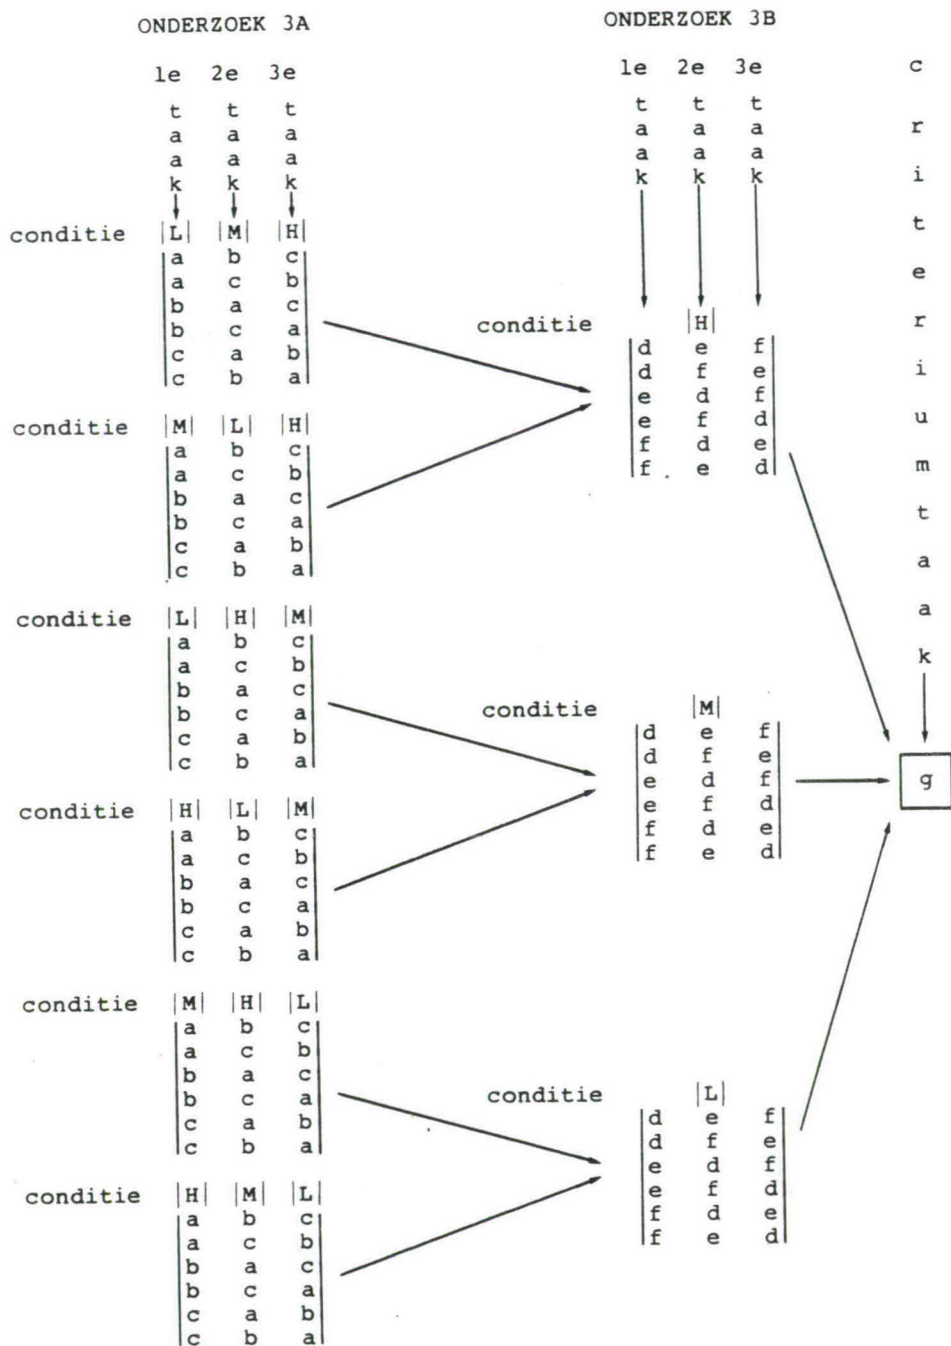 ONDERZOEK 3A
1e 2e 3e
t t t
a a a
a a a
k k k
conditie |L| |M| |H|
a b c
a c b
b a c
b c a
c a b
c b a
conditie |M| |L| |H|
a b c
a c b
b a c
b c a
c a b
c b a
conditie |L| |H| |M|
a b c
a c b
b a c
b c a
c a b
c b a
conditie |H| |L| |M|
a b c
a c b
b a c
b c a
c a b
c b a
conditie |M| |H| |L|
a b c
a c b
b a c
b c a
c a b
c b a
conditie |H| |M| |L|
a b c
a c b
b a c
b c a
c a b
c b a
ONDERZOEK 3B
1e 2e 3e
t t t
a a a
a a a
k k k
conditie |H|
d e f
d f e
e d f
e f d
f d e
f e d
conditie |M|
d e f
d f e
e d f
e f d
f d e
f e d
conditie |L|
d e f
d f e
e d f
e f d
f d e
f e d
c
r
i
t
e
r
i
u
m
t
a
a
k
g